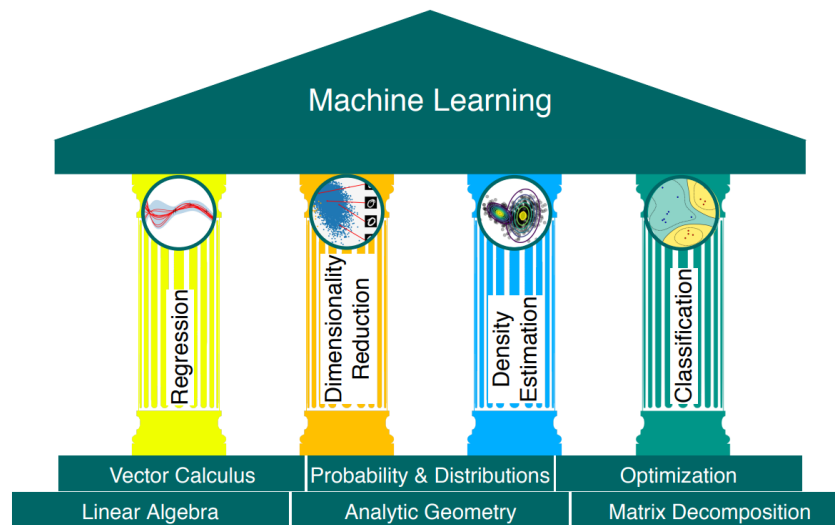 Machine Learning
Regression
Dimensionality
Reduction
Density
Estimation
Classification
Vector Calculus
Probability & Distributions
Optimization
Linear Algebra
Analytic Geometry
Matrix Decomposition